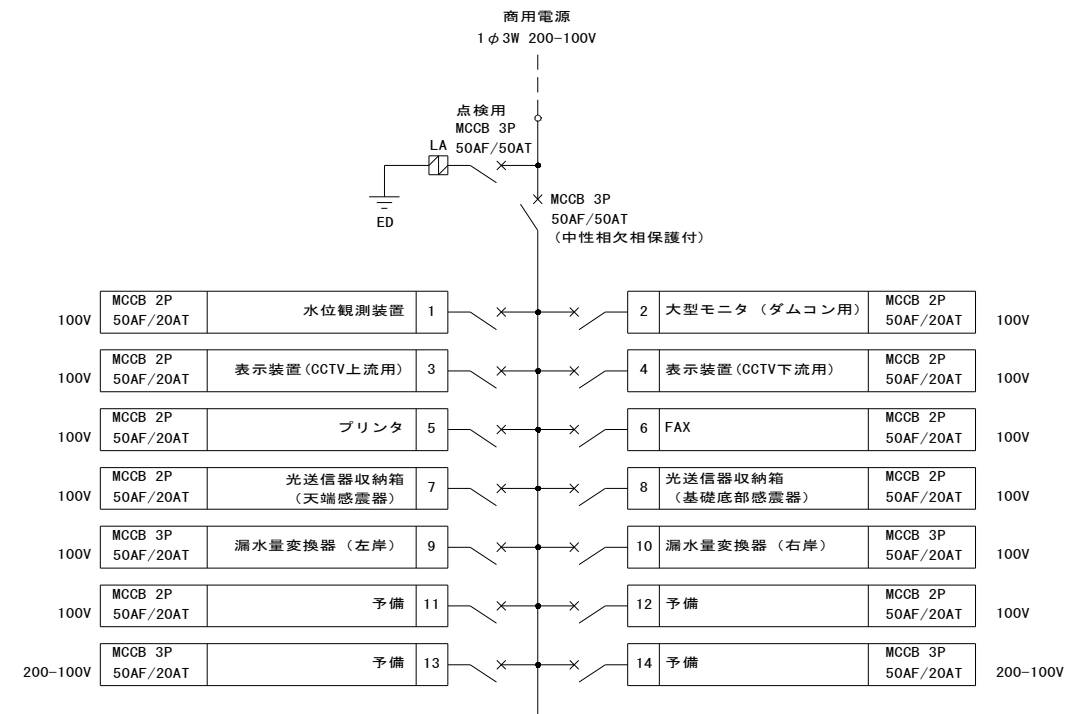 商用電源
1φ3W 200-100V
点検用
MCCB 3P
50AF/50AT
LA
ED
MCCB 3P
50AF/50AT
（中性相欠相保護付）
100V
MCCB 2P
50AF/20AT
水位観測装置
1
2
大型モニタ（ダムコン用）
MCCB 2P
50AF/20AT
100V
100V
MCCB 2P
50AF/20AT
表示装置(CCTV上流用)
3
4
表示装置(CCTV下流用)
MCCB 2P
50AF/20AT
100V
100V
MCCB 2P
50AF/20AT
プリンタ
5
6
FAX
MCCB 2P
50AF/20AT
100V
100V
MCCB 2P
50AF/20AT
光送信器収納箱
（天端感震器）
7
8
光送信器収納箱
（基礎底部感震器）
MCCB 2P
50AF/20AT
100V
100V
MCCB 3P
50AF/20AT
漏水量変換器（左岸）
9
10
漏水量変換器（右岸）
MCCB 3P
50AF/20AT
100V
100V
MCCB 2P
50AF/20AT
予備
11
12
予備
MCCB 2P
50AF/20AT
100V
200-100V
MCCB 3P
50AF/20AT
予備
13
14
予備
MCCB 3P
50AF/20AT
200-100V